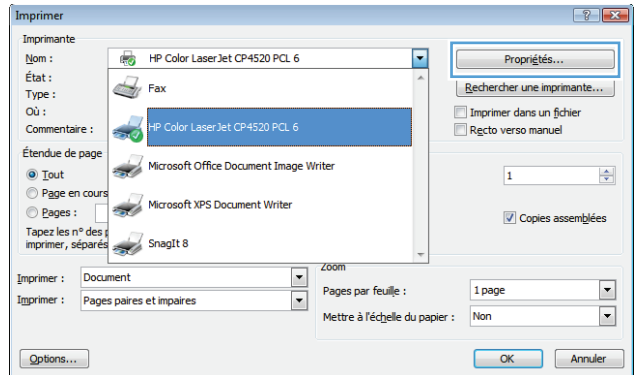 Imprimer
Imprimante
Nom : HP Color LaserJet CP4520 PCL 6 Propriétés...
État : Fax
Type : Rechercher une imprimante...
Où : Imprimer dans un fichier
Commentaire : HP Color LaserJet CP4520 PCL 6 Recto verso manuel
Étendue de page
Microsoft Office Document Image Writer
Tout 1
Page en cours
Microsoft XPS Document Writer
Pages : Copies assemblées
Tapez les n° des
imprimer, séparés SnagIt 8
Zoom
Imprimer : Document
Pages par feuille : 1 page
Imprimer : Pages paires et impaires
Mettre à l'échelle du papier : Non
Options... OK Annuler